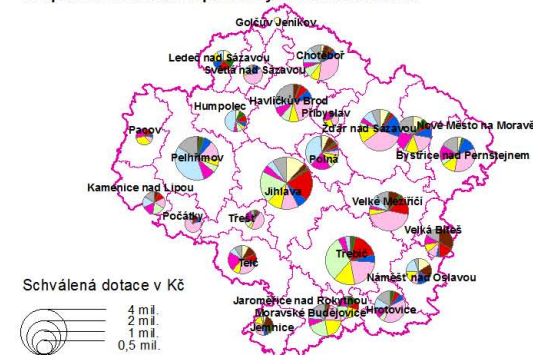 Golčův Jeníkov
Ledeč nad Sázavou
Chotěboř
Světlá nad Sázavou
Havlíčkův Brod
Přibyslav
Humpolec
Žďár nad Sázavou
Nové Město na Moravě
Pacov
Pelhřimov
Polná
Bystřice nad Pernštejnem
Jihlava
Kamenice nad Lipou
Velké Meziříčí
Počátky
Třešť
Velká Bíteš
Třebíč
Telč
Náměšť nad Oslavou
Jaroměřice nad Rokytnou
Moravské Budějovice
Hrotovice
Jemnice
Schválená dotace v Kč
4 mil.
2 mil.
1 mil.
0,5 mil.